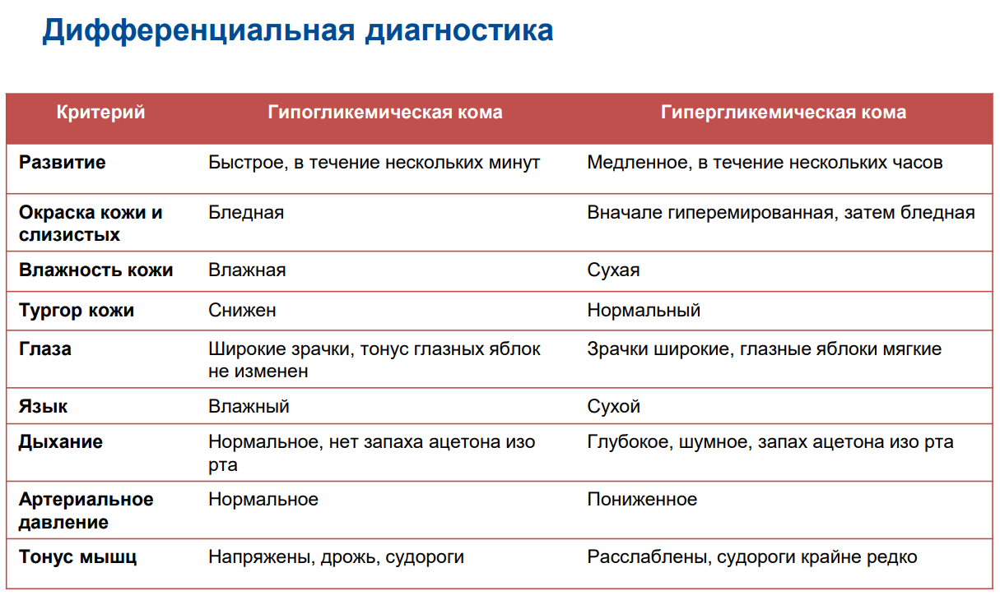 Дифференциальная диагностика
Критерий Гипогликемическая кома Гипергликемическая кома
Развитие Быстрое, в течение нескольких минут Медленное, в течение нескольких часов
Окраска кожи и Бледная Вначале гиперемированная, затем бледная
слизистых
Влажность кожи Влажная Сухая
Тургор кожи Снижен Нормальный
Глаза Широкие зрачки, тонус глазных яблок Зрачки широкие, глазные яблоки мягкие
не изменен
Язык Влажный Сухой
Дыхание Нормальное, нет запаха ацетона изо Глубокое, шумное, запах ацетона изо рта
рта
Артериальное Нормальное Пониженное
давление
Тонус мышц Напряжены, дрожь, судороги Расслаблены, судороги крайне редко